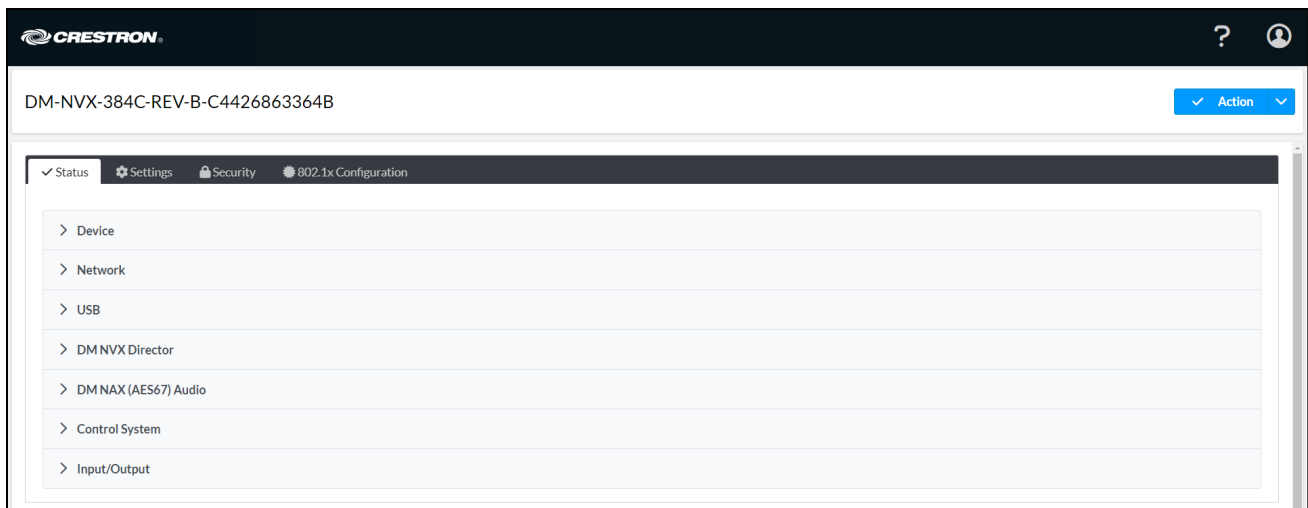 CRESTRON®
?
DM-NVX-384C-REV-B-C4426863364B
Action
Status Settings Security 802.1x Configuration
Device
Network
USB
DM NVX Director
DM NAX (AES67) Audio
Control System
Input/Output